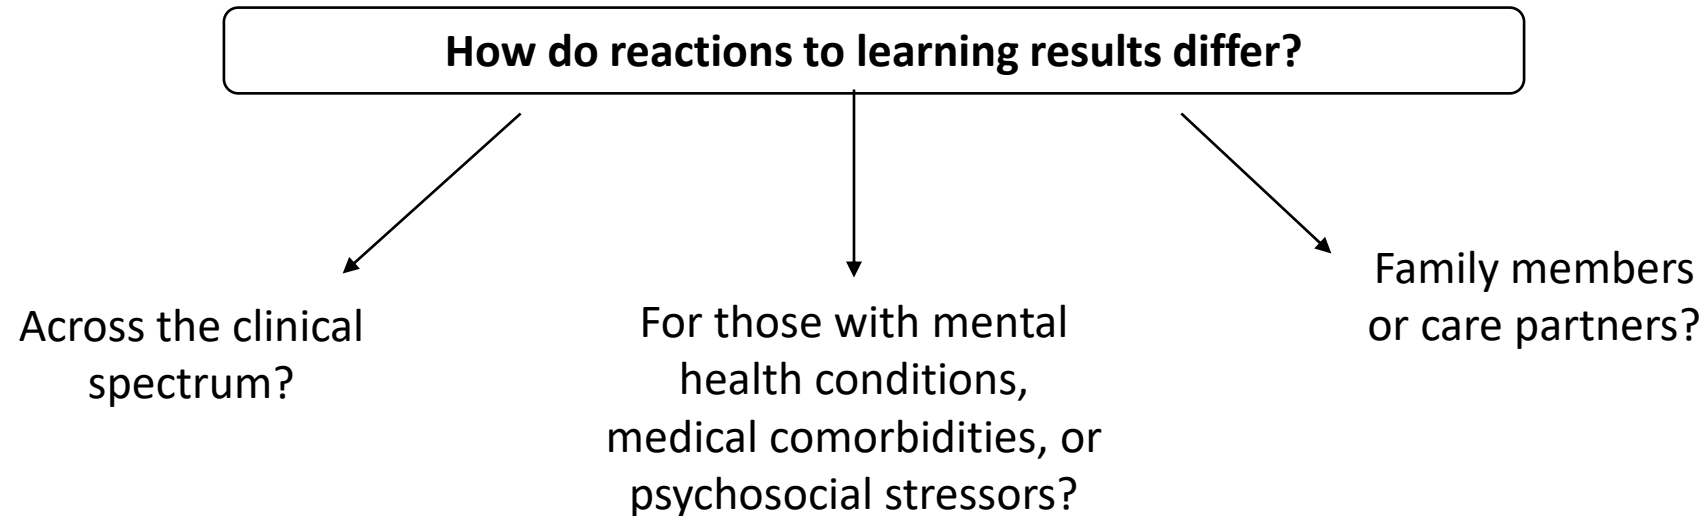 How do reactions to learning results differ?
Across the clinical
spectrum?
For those with mental
health conditions,
medical comorbidities, or
psychosocial stressors?
Family members
or care partners?